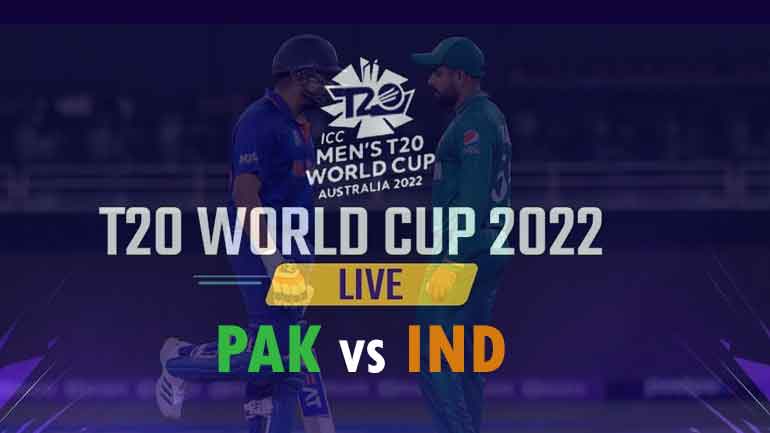 T20
ICC
MEN'S T20
WORLD CUP
AUSTRALIA 2022
T20 WORLD CUP 2022
LIVE
PAK vs IND